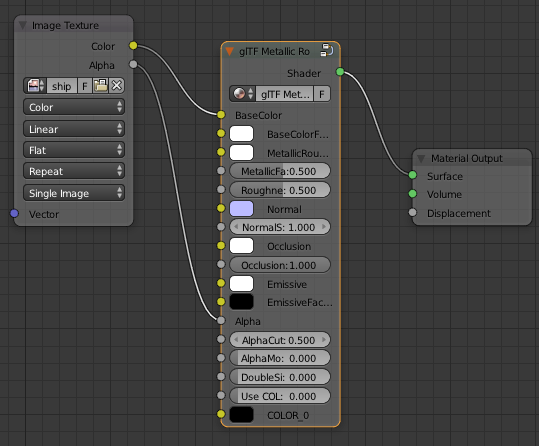 Image Texture
Color
Alpha
ship F
Color
Linear
Flat
Repeat
Single Image
Vector
glTF Metallic Ro
Shader
glTF Met... F
BaseColor
BaseColorF...
MetallicRou...
MetallicFa:0.500
Roughne: 0.500
Normal
NormalS: 1.000
Occlusion
Occlusion:1.000
Emissive
EmissiveFac...
Alpha
AlphaCut: 0.500
AlphaMo: 0.000
DoubleSi: 0.000
Use COL: 0.000
COLOR_0
Material Output
Surface
Volume
Displacement